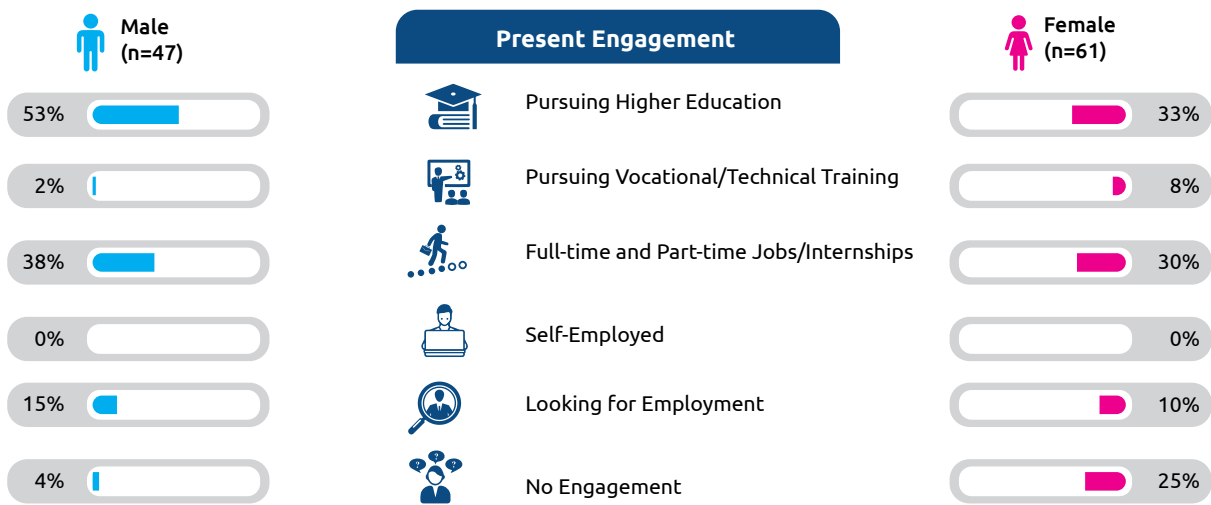 Male
(n=47)
Present Engagement
Female
(n=61)
53%
Pursuing Higher Education
33%
2%
Pursuing Vocational/Technical Training
8%
38%
Full-time and Part-time Jobs/Internships
30%
0%
Self-Employed
0%
15%
Looking for Employment
10%
4%
? ? ?
No Engagement
25%